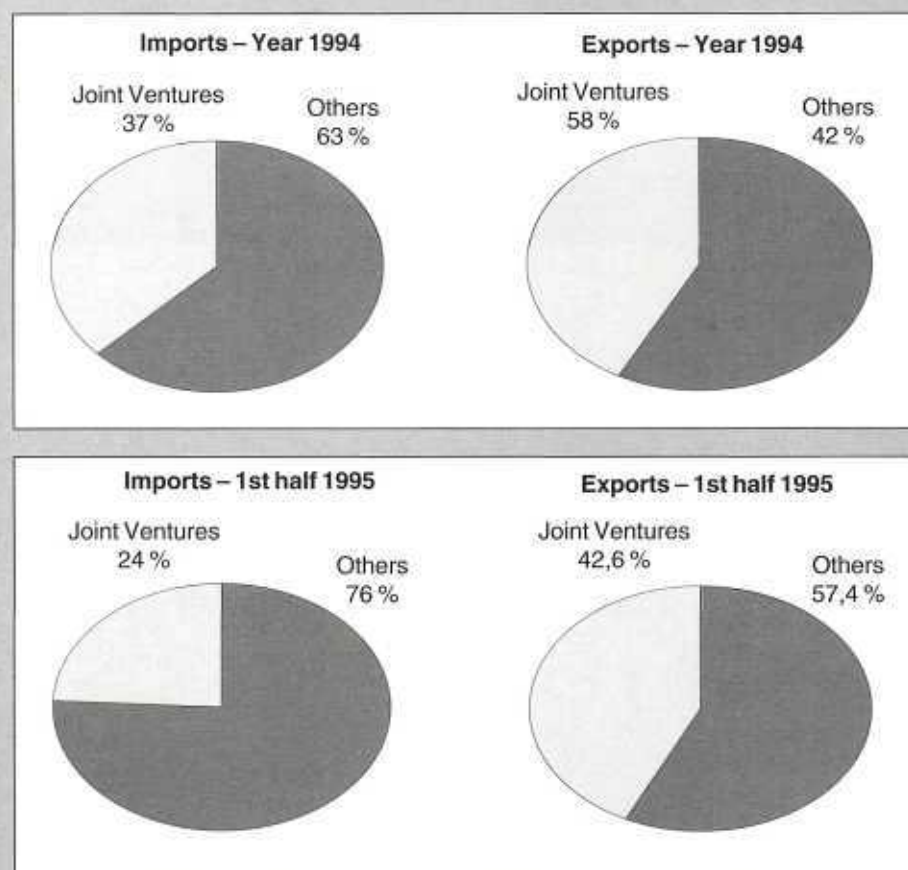 Imports – Year 1994
Joint Ventures
37 %
Others
63 %
Exports – Year 1994
Joint Ventures
58 %
Others
42 %
Imports – 1st half 1995
Joint Ventures
24 %
Others
76 %
Exports – 1st half 1995
Joint Ventures
42,6 %
Others
57,4 %